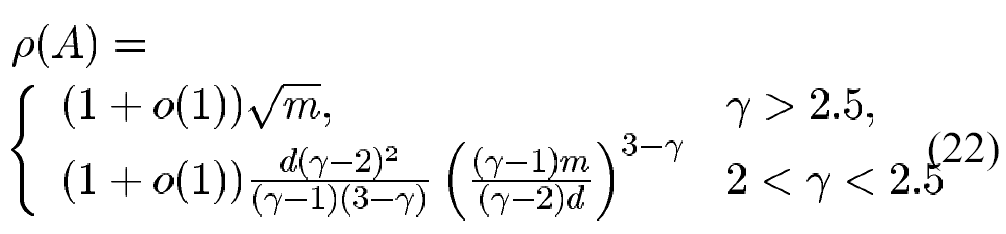 ρ(A) =
{ (1 + o(1))√m, γ > 2.5,
(1 + o(1)) d(γ−2)²/((γ−1)(3−γ)) ((γ−1)m/((γ−2)d))^{3−γ} 2 < γ < 2.5 (22)